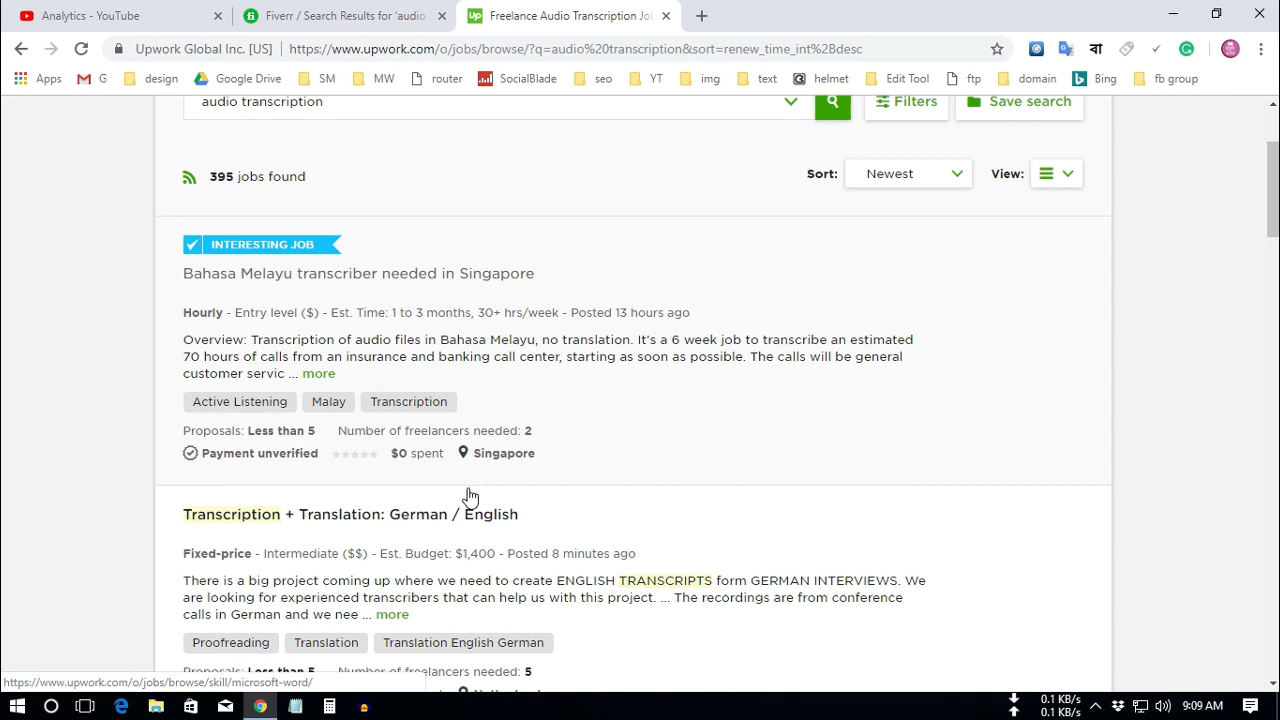 Analytics - YouTube
Fiverr / Search Results for 'audio
Freelance Audio Transcription Jo
Upwork Global Inc. [US]
https://www.upwork.com/o/jobs/browse/?q=audio%20transcription&sort=renew_time_int%2Bdesc
বা
Apps
G
design
Google Drive
SM
MW
router
SocialBlade
seo
YT
img
text
helmet
Edit Tool
ftp
domain
Bing
fb group
audio transcription
Filters
Save search
395 jobs found
Sort: Newest
View:
INTERESTING JOB
Bahasa Melayu transcriber needed in Singapore
Hourly - Entry level ($) - Est. Time: 1 to 3 months, 30+ hrs/week - Posted 13 hours ago
Overview: Transcription of audio files in Bahasa Melayu, no translation. It's a 6 week job to transcribe an estimated
70 hours of calls from an insurance and banking call center, starting as soon as possible. The calls will be general
customer servic ... more
Active Listening
Malay
Transcription
Proposals: Less than 5 Number of freelancers needed: 2
Payment unverified $0 spent Singapore
Transcription + Translation: German / English
Fixed-price - Intermediate ($$) - Est. Budget: $1,400 - Posted 8 minutes ago
There is a big project coming up where we need to create ENGLISH TRANSCRIPTS form GERMAN INTERVIEWS. We
are looking for experienced transcribers that can help us with this project. ... The recordings are from conference
calls in German and we nee ... more
Proofreading
Translation
Translation English German
Proposals: Less than 5 Number of freelancers needed: 5
https://www.upwork.com/o/jobs/browse/skill/microsoft-word/
0.1 KB/s
0.1 KB/s
9:09 AM